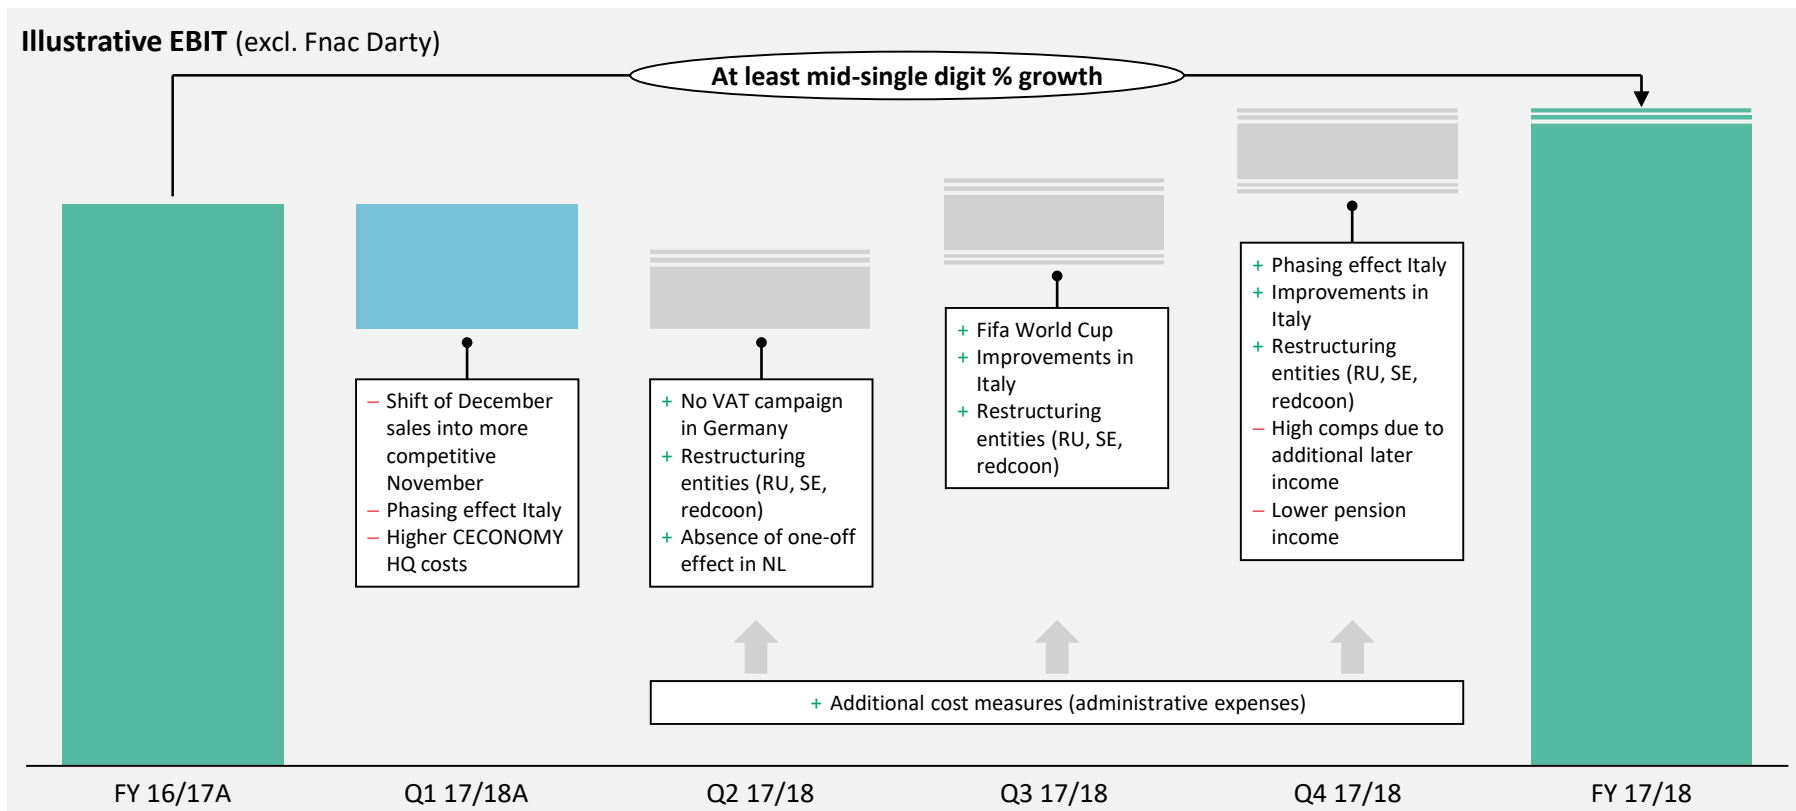 Illustrative EBIT (excl. Fnac Darty)
At least mid-single digit % growth
– Shift of December
sales into more
competitive
November
– Phasing effect Italy
– Higher CECONOMY
HQ costs
+ No VAT campaign
in Germany
+ Restructuring
entities (RU, SE,
redcoon)
+ Absence of one-off
effect in NL
+ Fifa World Cup
+ Improvements in
Italy
+ Restructuring
entities (RU, SE,
redcoon)
+ Phasing effect Italy
+ Improvements in
Italy
+ Restructuring
entities (RU, SE,
redcoon)
– High comps due to
additional later
income
– Lower pension
income
+ Additional cost measures (administrative expenses)
FY 16/17A
Q1 17/18A
Q2 17/18
Q3 17/18
Q4 17/18
FY 17/18